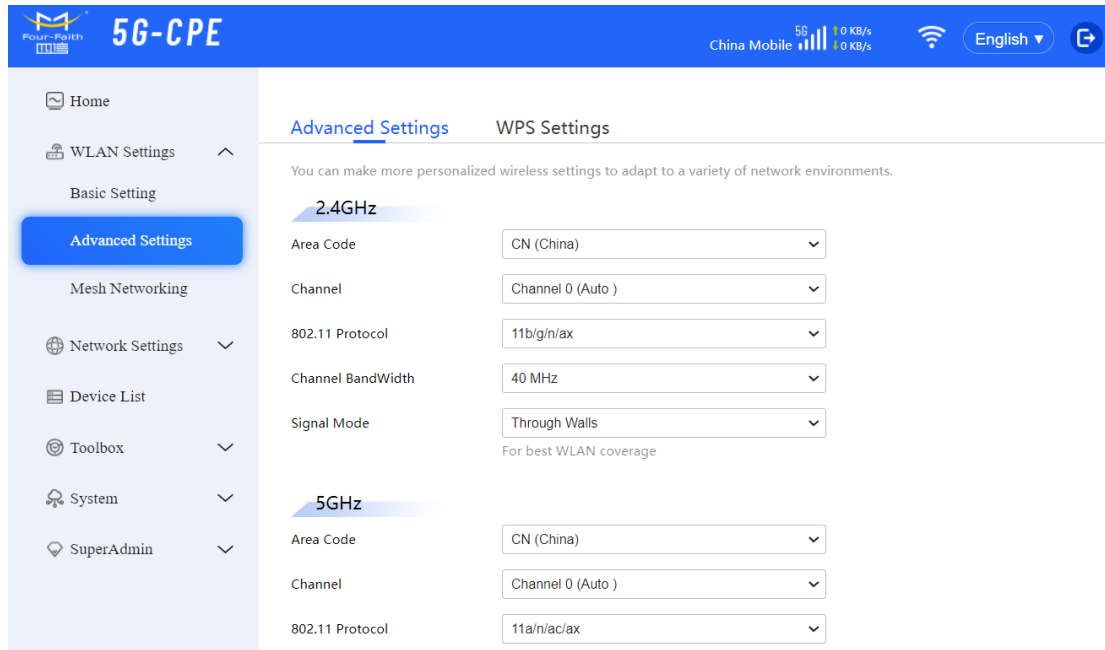 Four-Faith
四信
5G-CPE
China Mobile 5G ↑0 KB/s
↓0 KB/s
English ▼
Home
WLAN Settings
Basic Setting
Advanced Settings
Mesh Networking
Network Settings
Device List
Toolbox
System
SuperAdmin
Advanced Settings WPS Settings
You can make more personalized wireless settings to adapt to a variety of network environments.
2.4GHz
Area Code CN (China)
Channel Channel 0 (Auto )
802.11 Protocol 11b/g/n/ax
Channel BandWidth 40 MHz
Signal Mode Through Walls
For best WLAN coverage
5GHz
Area Code CN (China)
Channel Channel 0 (Auto )
802.11 Protocol 11a/n/ac/ax